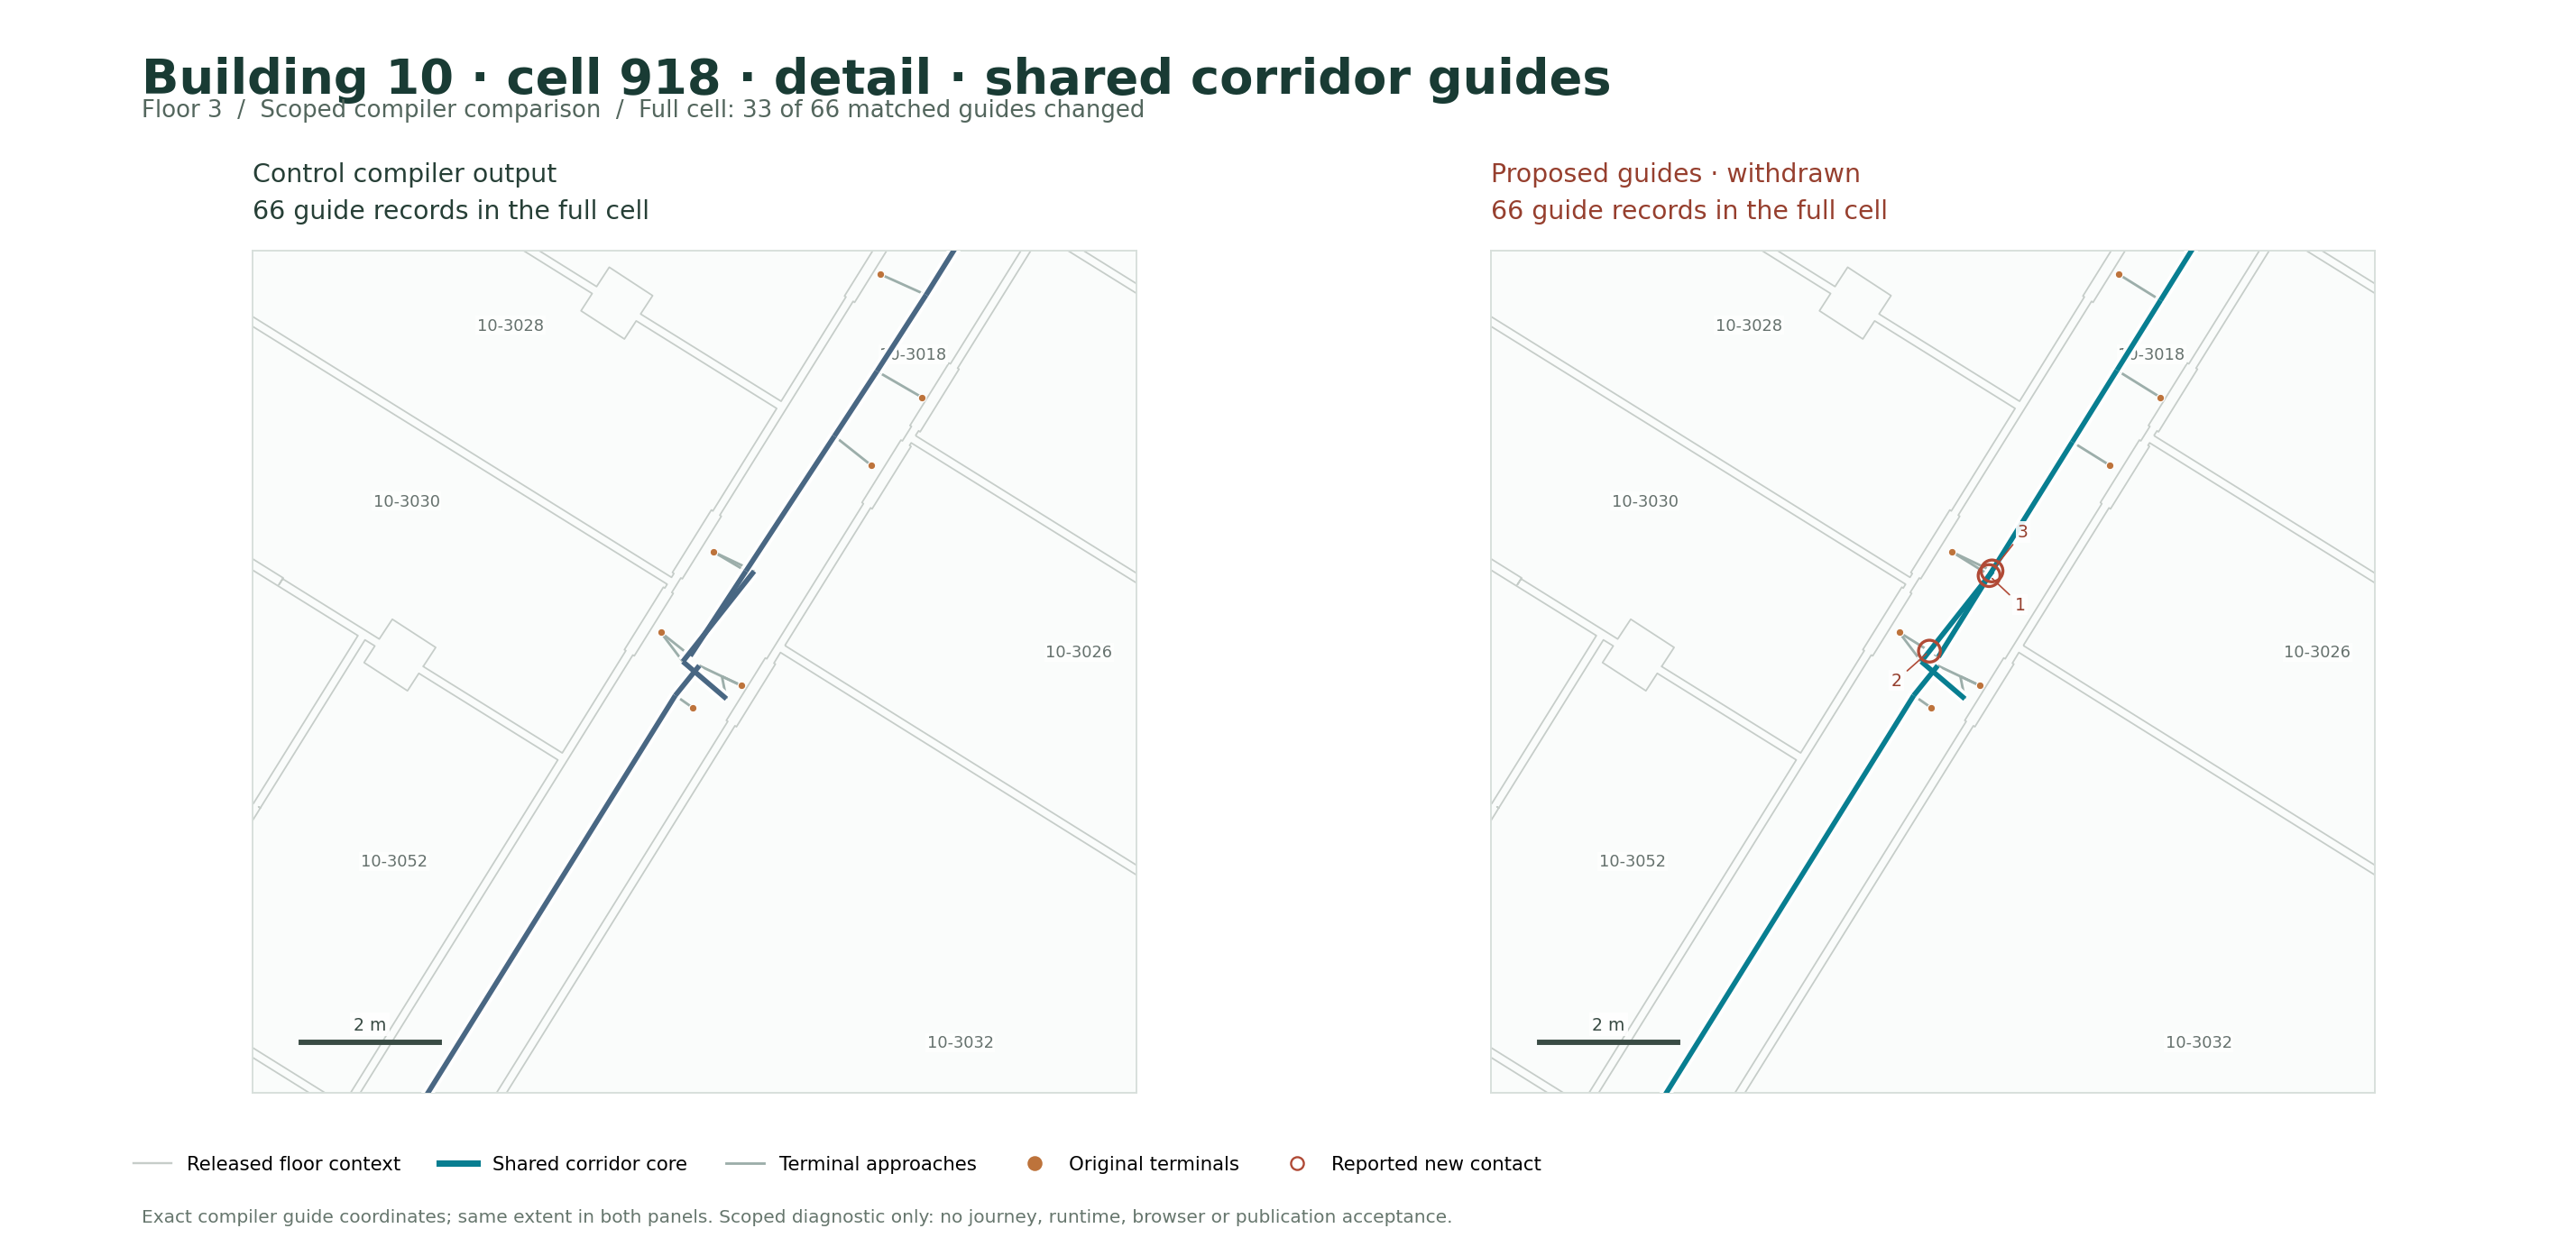 Building 10 · cell 918 · detail · shared corridor guides
Floor 3 / Scoped compiler comparison / Full cell: 33 of 66 matched guides changed
Control compiler output
66 guide records in the full cell
10-3028
0-3018
10-3030
10-3026
10-3052
2 m
10-3032
Proposed guides · withdrawn
66 guide records in the full cell
10-3028
0-3018
10-3030
3
1
10-3026
2
10-3052
2 m
10-3032
Released floor context
Shared corridor core
Terminal approaches
Original terminals
Reported new contact
Exact compiler guide coordinates; same extent in both panels. Scoped diagnostic only: no journey, runtime, browser or publication acceptance.